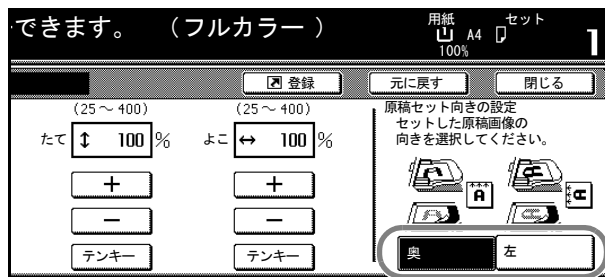 できます。 （フルカラー） 用紙 A4 セット
100% 1
登録 元に戻す 閉じる
(25～400) (25～400) 原稿セット向きの設定
セットした原稿画像の
たて 100 % よこ 100 % 向きを選択してください。
＋ ＋
－ －
テンキー テンキー 奥 左